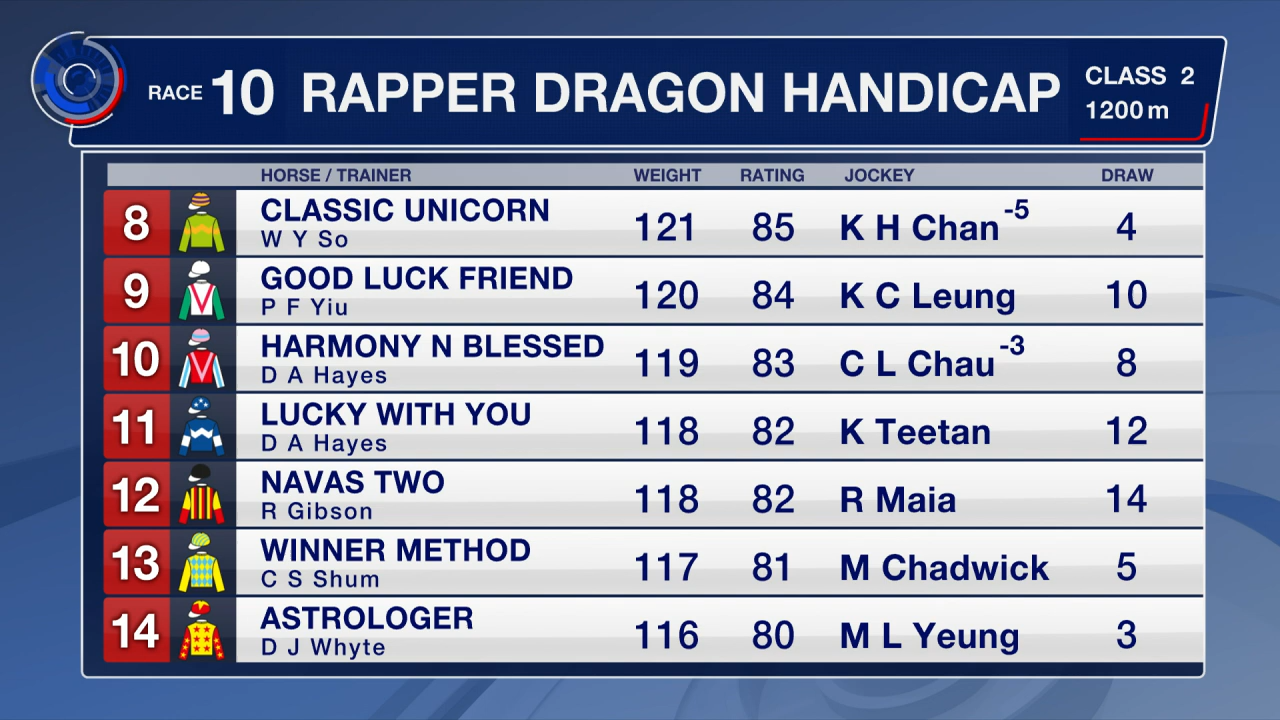 RACE 10 RAPPER DRAGON HANDICAP CLASS 2
1200m
HORSE / TRAINER WEIGHT RATING JOCKEY DRAW
8 CLASSIC UNICORN 121 85 K H Chan -5 4
W Y So
9 GOOD LUCK FRIEND 120 84 K C Leung 10
P F Yiu
10 HARMONY N BLESSED 119 83 C L Chau -3 8
D A Hayes
11 LUCKY WITH YOU 118 82 K Teetan 12
D A Hayes
12 NAVAS TWO 118 82 R Maia 14
R Gibson
13 WINNER METHOD 117 81 M Chadwick 5
C S Shum
14 ASTROLOGER 116 80 M L Yeung 3
D J Whyte